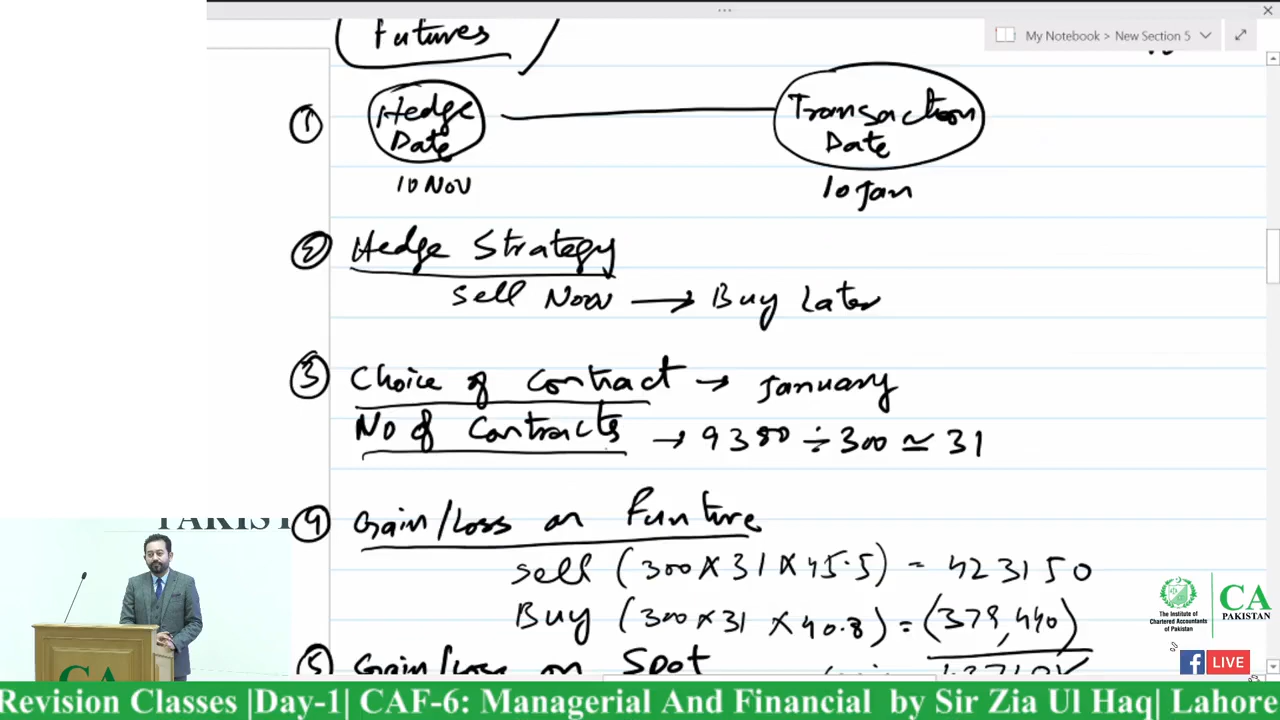 Futures
My Notebook > New Section 5
① Hedge Date Transaction Date
10 Nov 10 Jan
② Hedge Strategy
Sell Now → Buy Later
③ Choice of Contract → January
No of Contracts → 9380 ÷ 300 ≃ 31
④ Gain/Loss on Funture
Sell (300 × 31 × 45.5) = 423150
Buy (300 × 31 × 40.8) = (379,440)
⑤ Gain/Loss on Spot
PAKIST
CA
The Institute of Chartered Accountants of Pakistan
CA PAKISTAN
f LIVE
Revision Classes |Day-1| CAF-6: Managerial And Financial by Sir Zia Ul Haq| Lahore